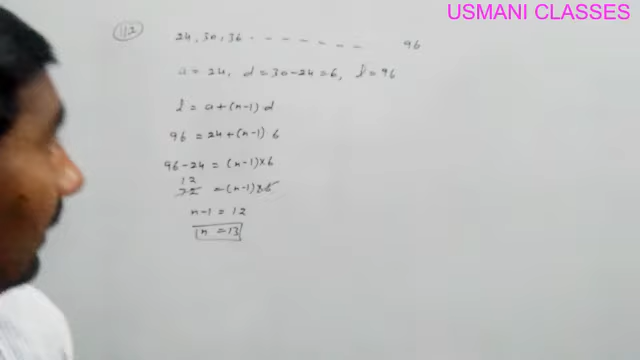 USMANI CLASSES
112 24, 30, 36 - - - - - - - 96
a = 24, d = 30-24 = 6, l = 96
l = a + (n-1) d
96 = 24 + (n-1) 6
96-24 = (n-1)×6
12
72 = (n-1)×6
n-1 = 12
n = 13